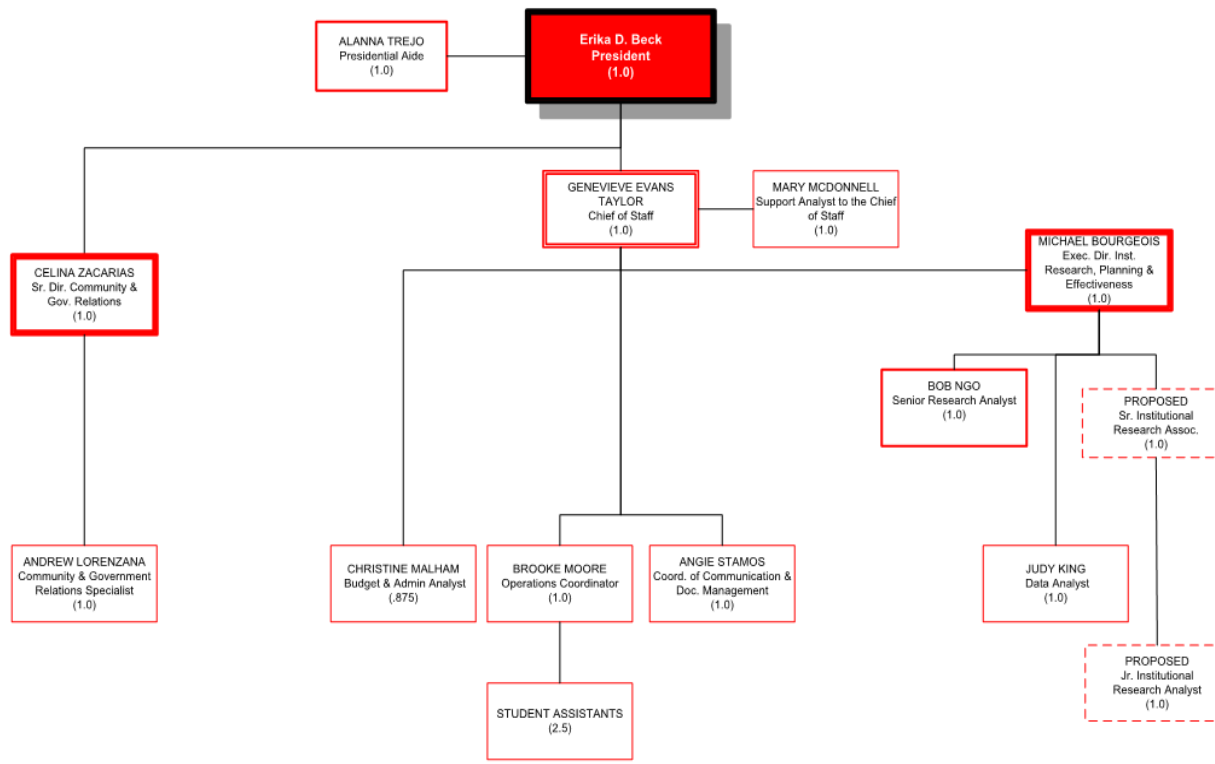 ALANNA TREJO
Presidential Aide
(1.0)
Erika D. Beck
President
(1.0)
GENEVIEVE EVANS
TAYLOR
Chief of Staff
(1.0)
MARY MCDONNELL
Support Analyst to the Chief
of Staff
(1.0)
MICHAEL BOURGEOIS
Exec. Dir. Inst.
Research, Planning &
Effectiveness
(1.0)
CELINA ZACARIAS
Sr. Dir. Community &
Gov. Relations
(1.0)
BOB NGO
Senior Research Analyst
(1.0)
PROPOSED
Sr. Institutional
Research Assoc.
(1.0)
ANDREW LORENZANA
Community & Government
Relations Specialist
(1.0)
CHRISTINE MALHAM
Budget & Admin Analyst
(.875)
BROOKE MOORE
Operations Coordinator
(1.0)
ANGIE STAMOS
Coord. of Communication &
Doc. Management
(1.0)
JUDY KING
Data Analyst
(1.0)
PROPOSED
Jr. Institutional
Research Analyst
(1.0)
STUDENT ASSISTANTS
(2.5)